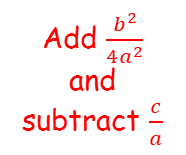 Add b²/4a²
and
subtract c/a